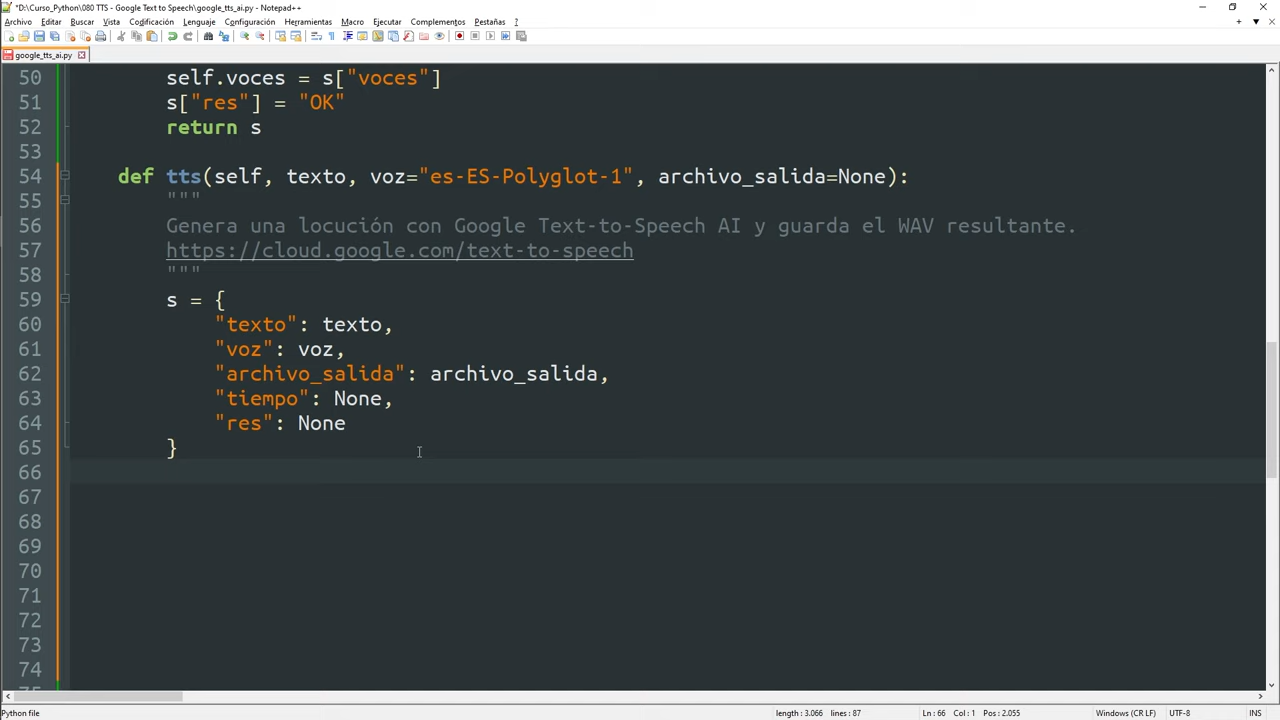 *D:\Curso_Python\080 TTS - Google Text to Speech\google_tts_ai.py - Notepad++
Archivo Editar Buscar Vista Codificación Lenguaje Configuración Herramientas Macro Ejecutar Complementos Pestañas ?
google_tts_ai.py
50 self.voces = s["voces"]
51 s["res"] = "OK"
52 return s
53
54 def tts(self, texto, voz="es-ES-Polyglot-1", archivo_salida=None):
55 """
56 Genera una locución con Google Text-to-Speech AI y guarda el WAV resultante.
57 https://cloud.google.com/text-to-speech
58 """
59 s = {
60 "texto": texto,
61 "voz": voz,
62 "archivo_salida": archivo_salida,
63 "tiempo": None,
64 "res": None
65 }
66
67
68
69
70
71
72
73
74
Python file length : 3.066 lines : 87 Ln : 66 Col : 1 Pos : 2.055 Windows (CR LF) UTF-8 INS